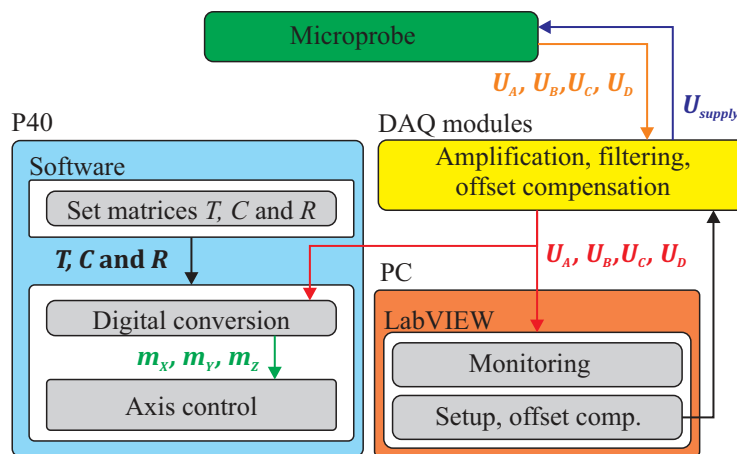 Microprobe
U_A, U_B, U_C, U_D
U_supply
P40
DAQ modules
Software
Amplification, filtering,
offset compensation
Set matrices T, C and R
T, C and R
U_A, U_B, U_C, U_D
PC
Digital conversion
LabVIEW
m_X, m_Y, m_Z
Monitoring
Axis control
Setup, offset comp.